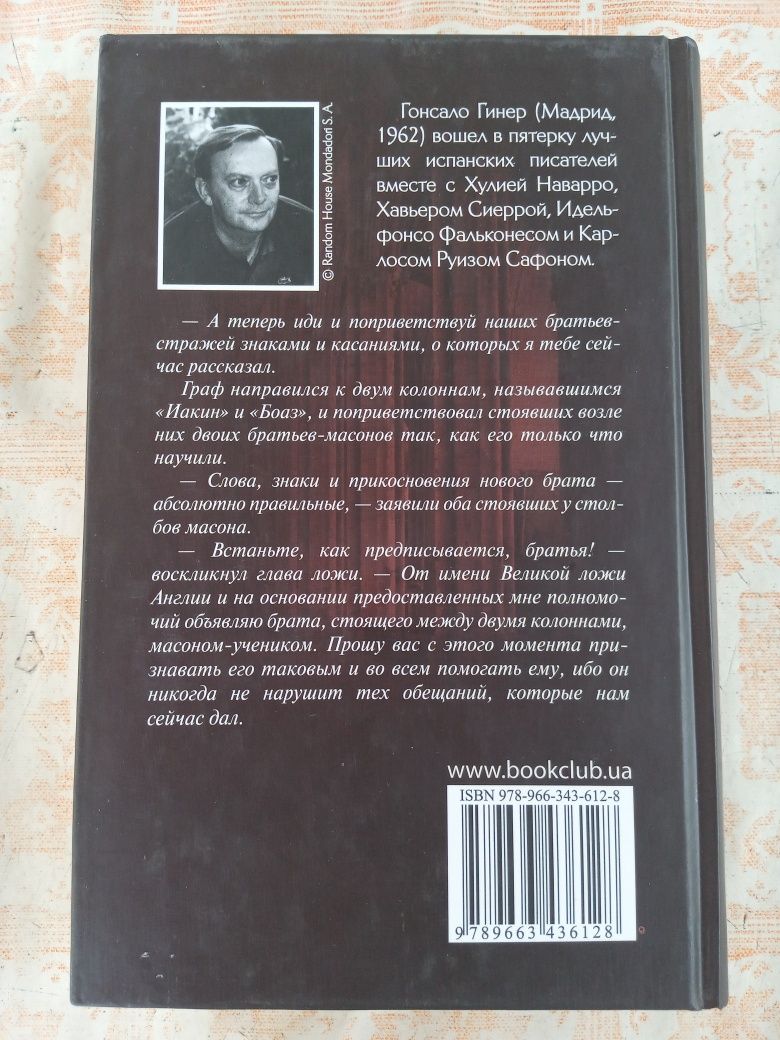 © Random House Mondadori S. A.
Гонсало Гинер (Мадрид,
1962) вошел в пятерку луч-
ших испанских писателей
вместе с Хулией Наварро,
Хавьером Сиеррой, Идель-
фонсо Фальконесом и Кар-
лосом Руизом Сафоном.
— А теперь иди и поприветствуй наших братьев-
стражей знаками и касаниями, о которых я тебе сей-
час рассказал.
Граф направился к двум колоннам, называвшимся
«Иакин» и «Боаз», и поприветствовал стоявших возле
них двоих братьев-масонов так, как его только что
научили.
— Слова, знаки и прикосновения нового брата —
абсолютно правильные, — заявили оба стоявших у стол-
бов масона.
— Встаньте, как предписывается, братья! —
воскликнул глава ложи. — От имени Великой ложи
Англии и на основании предоставленных мне полномо-
чий объявляю брата, стоящего между двумя колоннами,
масоном-учеником. Прошу вас с этого момента при-
знавать его таковым и во всем помогать ему, ибо он
никогда не нарушит тех обещаний, которые нам
сейчас дал.
www.bookclub.ua
ISBN 978-966-343-612-8
9 789663 436128